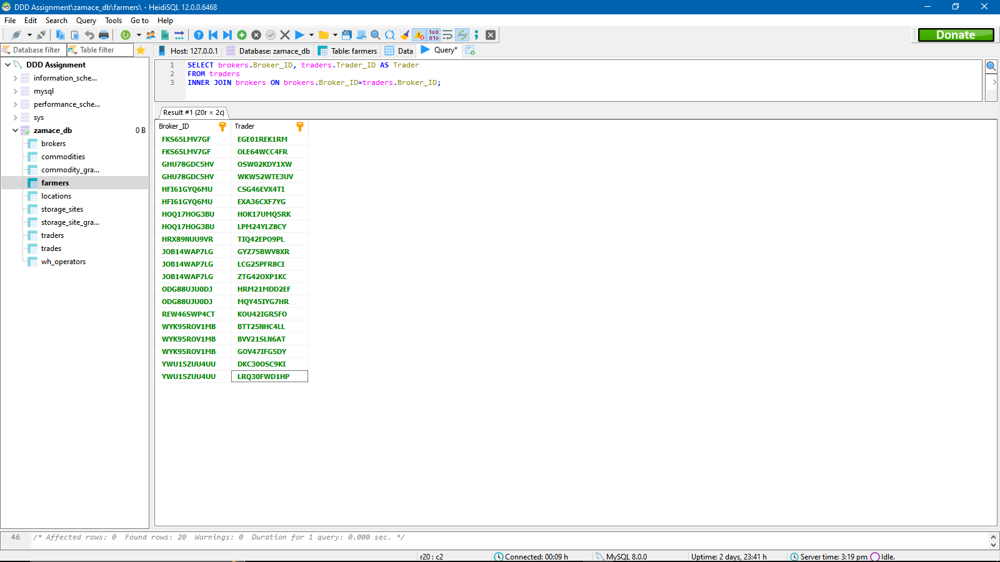 DDD Assignment\zamace_db\farmers\ - HeidiSQL 12.0.0.6468
File Edit Search Query Tools Go to Help
Donate
Database filter Table filter
Host: 127.0.0.1 Database: zamace_db Table: farmers Data Query*
DDD Assignment
information_sche...
mysql
performance_sche...
sys
zamace_db 0 B
brokers
commodities
commodity_gra...
farmers
locations
storage_sites
storage_site_gra...
traders
trades
wh_operators
1 SELECT brokers.Broker_ID, traders.Trader_ID AS Trader
2 FROM traders
3 INNER JOIN brokers ON brokers.Broker_ID=traders.Broker_ID;
Result #1 (20r × 2c)
Broker_ID Trader
FKS65LMV7GF EGE01REK1RM
FKS65LMV7GF OLE64WCC4FR
GHU78GDC5HV OSW02KDY1XW
GHU78GDC5HV WKW52WTE3UV
HFI61GYQ6MU CSG46EVX4TI
HFI61GYQ6MU EXA36CXF7YG
HOQ17HOG3BU HOK17UMQ5RK
HOQ17HOG3BU LPM24YLZ8CY
HRX89NUU9VR TIQ42EPO9PL
JOB14WAP7LG GYZ75BWV8XR
JOB14WAP7LG LCG25PFR8CI
JOB14WAP7LG ZTG42OXP1KC
ODG88UJU0DJ HRM21MDD2EF
ODG88UJU0DJ MQY45IYG7HR
REW46SWP4CT KOU42IGR5FO
WYK95ROV1MB BTT25NHC4LL
WYK95ROV1MB BVV21SLN6AT
WYK95ROV1MB GOV47IFG5DY
YWU15ZUU4UU DKC30OSC9KI
YWU15ZUU4UU LRQ30FWD1HP
46 /* Affected rows: 0 Found rows: 20 Warnings: 0 Duration for 1 query: 0.000 sec. */
r20 : c2 Connected: 00:09 h MySQL 8.0.0 Uptime: 2 days, 23:41 h Server time: 3:19 pm Idle.